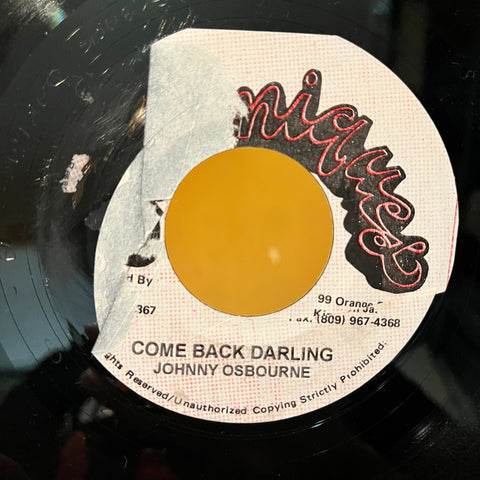 niques
d By
99 Orange
367
Ja.
Fax. (809) 967-4368
COME BACK DARLING
JOHNNY OSBOURNE
ghts Reserved/Unauthorized Copying Strictly Prohibited.